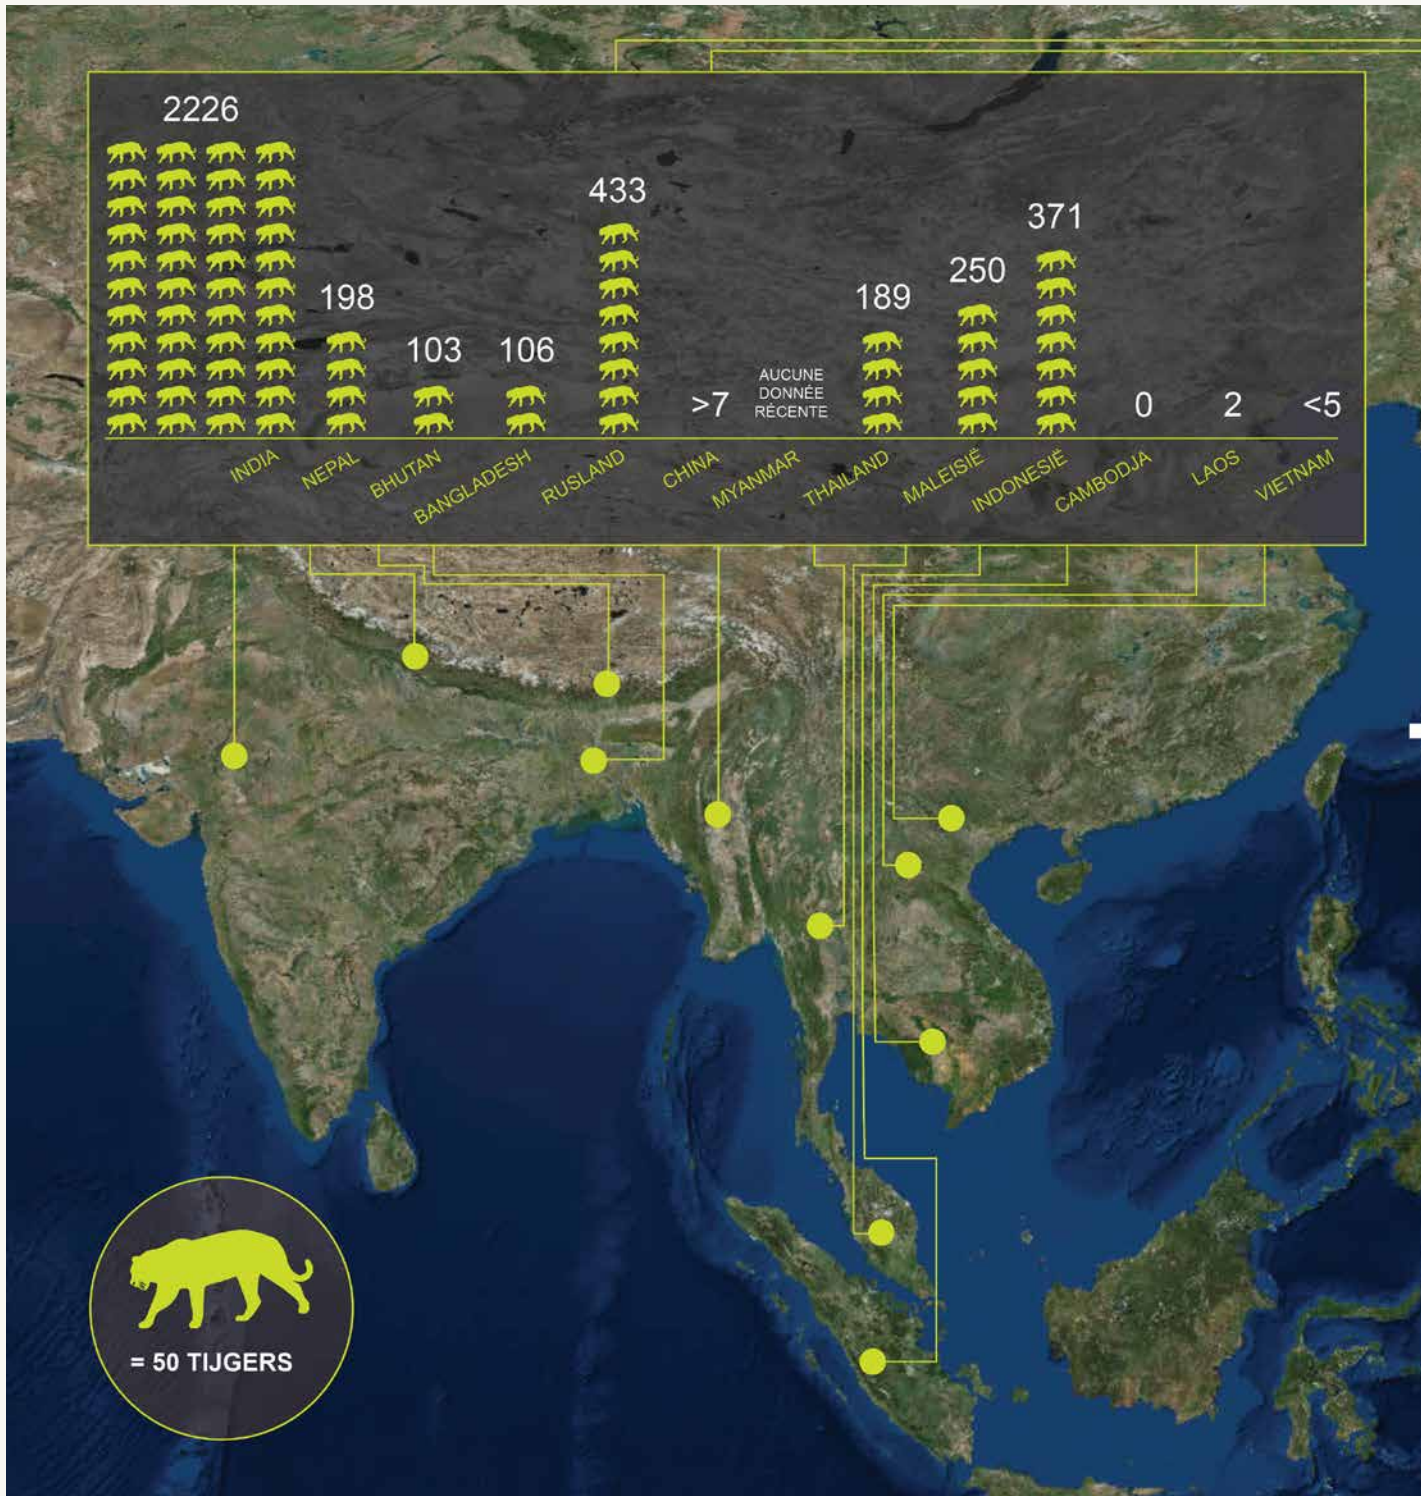 2226
198
103
106
433
>7
AUCUNE
DONNÉE
RÉCENTE
189
250
371
0
2
<5
INDIA
NEPAL
BHUTAN
BANGLADESH
RUSLAND
CHINA
MYANMAR
THAILAND
MALEISIË
INDONESIË
CAMBODJA
LAOS
VIETNAM
= 50 TIJGERS